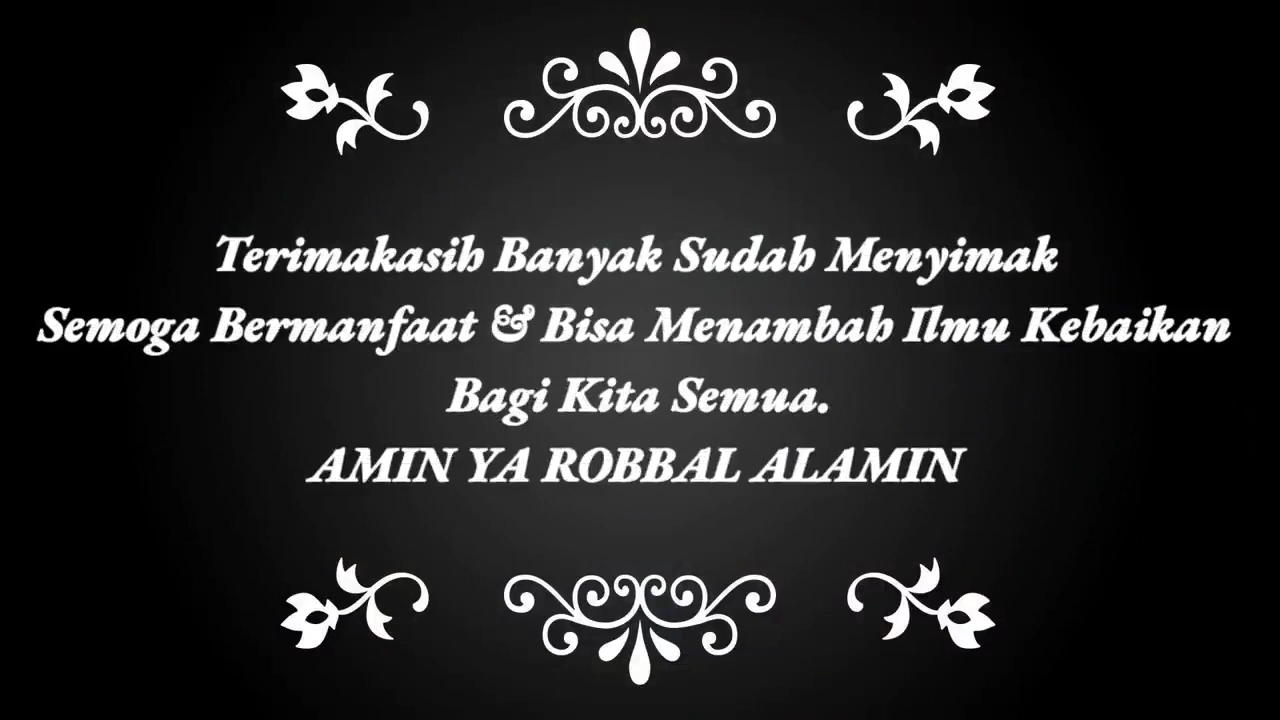 Terimakasih Banyak Sudah Menyimak
Semoga Bermanfaat & Bisa Menambah Ilmu Kebaikan
Bagi Kita Semua.
AMIN YA ROBBAL ALAMIN